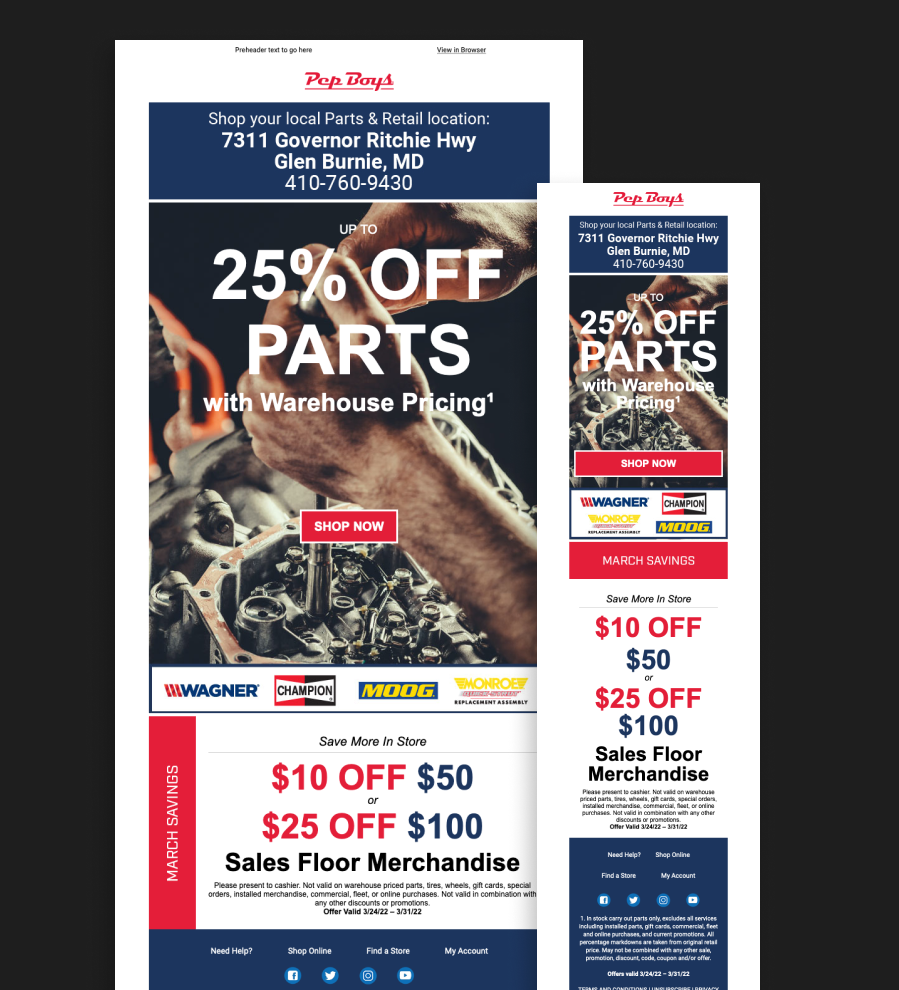 Preheader text to go here
View in Browser
Pep Boys
Shop your local Parts & Retail location:
7311 Governor Ritchie Hwy
Glen Burnie, MD
410-760-9430
UP TO
25% OFF
PARTS
with Warehouse Pricing¹
SHOP NOW
WAGNER
CHAMPION
MOOG
MONROE
QUICK-STRUT
REPLACEMENT ASSEMBLY
MARCH SAVINGS
Save More In Store
$10 OFF $50
or
$25 OFF $100
Sales Floor Merchandise
Please present to cashier. Not valid on warehouse priced parts, tires, wheels, gift cards, special
orders, installed merchandise, commercial, fleet, or online purchases. Not valid in combination with
any other discounts or promotions.
Offer Valid 3/24/22 – 3/31/22
Need Help?
Shop Online
Find a Store
My Account
Pep Boys
Shop your local Parts & Retail location:
7311 Governor Ritchie Hwy
Glen Burnie, MD
410-760-9430
UP TO
25% OFF
PARTS
with Warehouse
Pricing¹
SHOP NOW
WAGNER
CHAMPION
MONROE
QUICK-STRUT
REPLACEMENT ASSEMBLY
MOOG
MARCH SAVINGS
Save More In Store
$10 OFF
$50
or
$25 OFF
$100
Sales Floor
Merchandise
Please present to cashier. Not valid on warehouse
priced parts, tires, wheels, gift cards, special orders,
installed merchandise, commercial, fleet, or online
purchases. Not valid in combination with any other
discounts or promotions.
Offer Valid 3/24/22 – 3/31/22
Need Help?
Shop Online
Find a Store
My Account
1. In stock carry out parts only, excludes all services
including installed parts, gift cards, commercial, fleet
and online purchases, and current promotions. All
percentage markdowns are taken from original retail
price. May not be combined with any other sale,
promotion, discount, code, coupon and/or offer.
Offers valid 3/24/22 – 3/31/22
TERMS AND CONDITIONS | UNSUBSCRIBE | PRIVACY